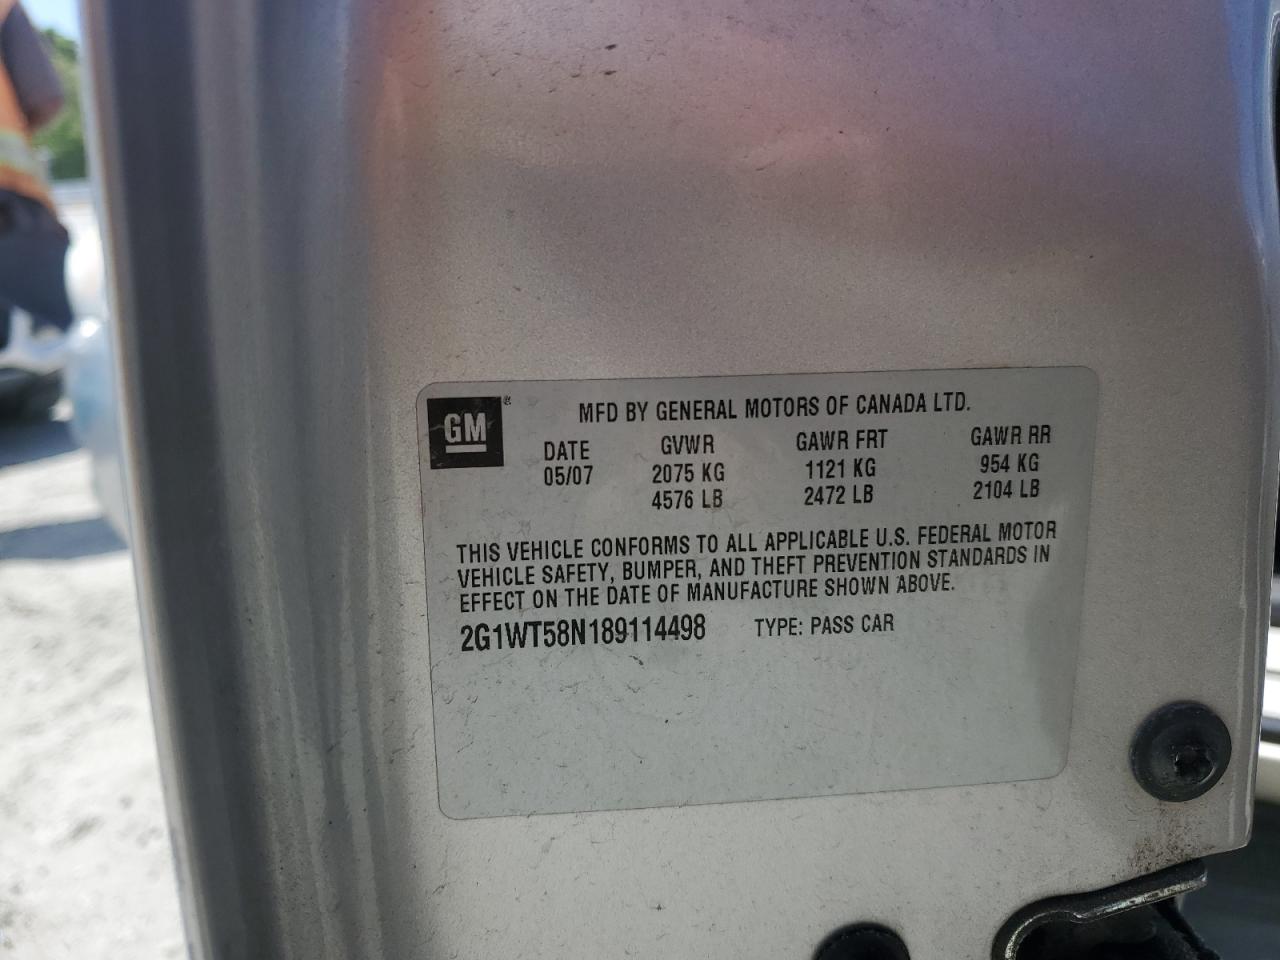 GM® MFD BY GENERAL MOTORS OF CANADA LTD.
DATE GVWR GAWR FRT GAWR RR
05/07 2075 KG 1121 KG 954 KG
4576 LB 2472 LB 2104 LB
THIS VEHICLE CONFORMS TO ALL APPLICABLE U.S. FEDERAL MOTOR
VEHICLE SAFETY, BUMPER, AND THEFT PREVENTION STANDARDS IN
EFFECT ON THE DATE OF MANUFACTURE SHOWN ABOVE.
2G1WT58N189114498 TYPE: PASS CAR